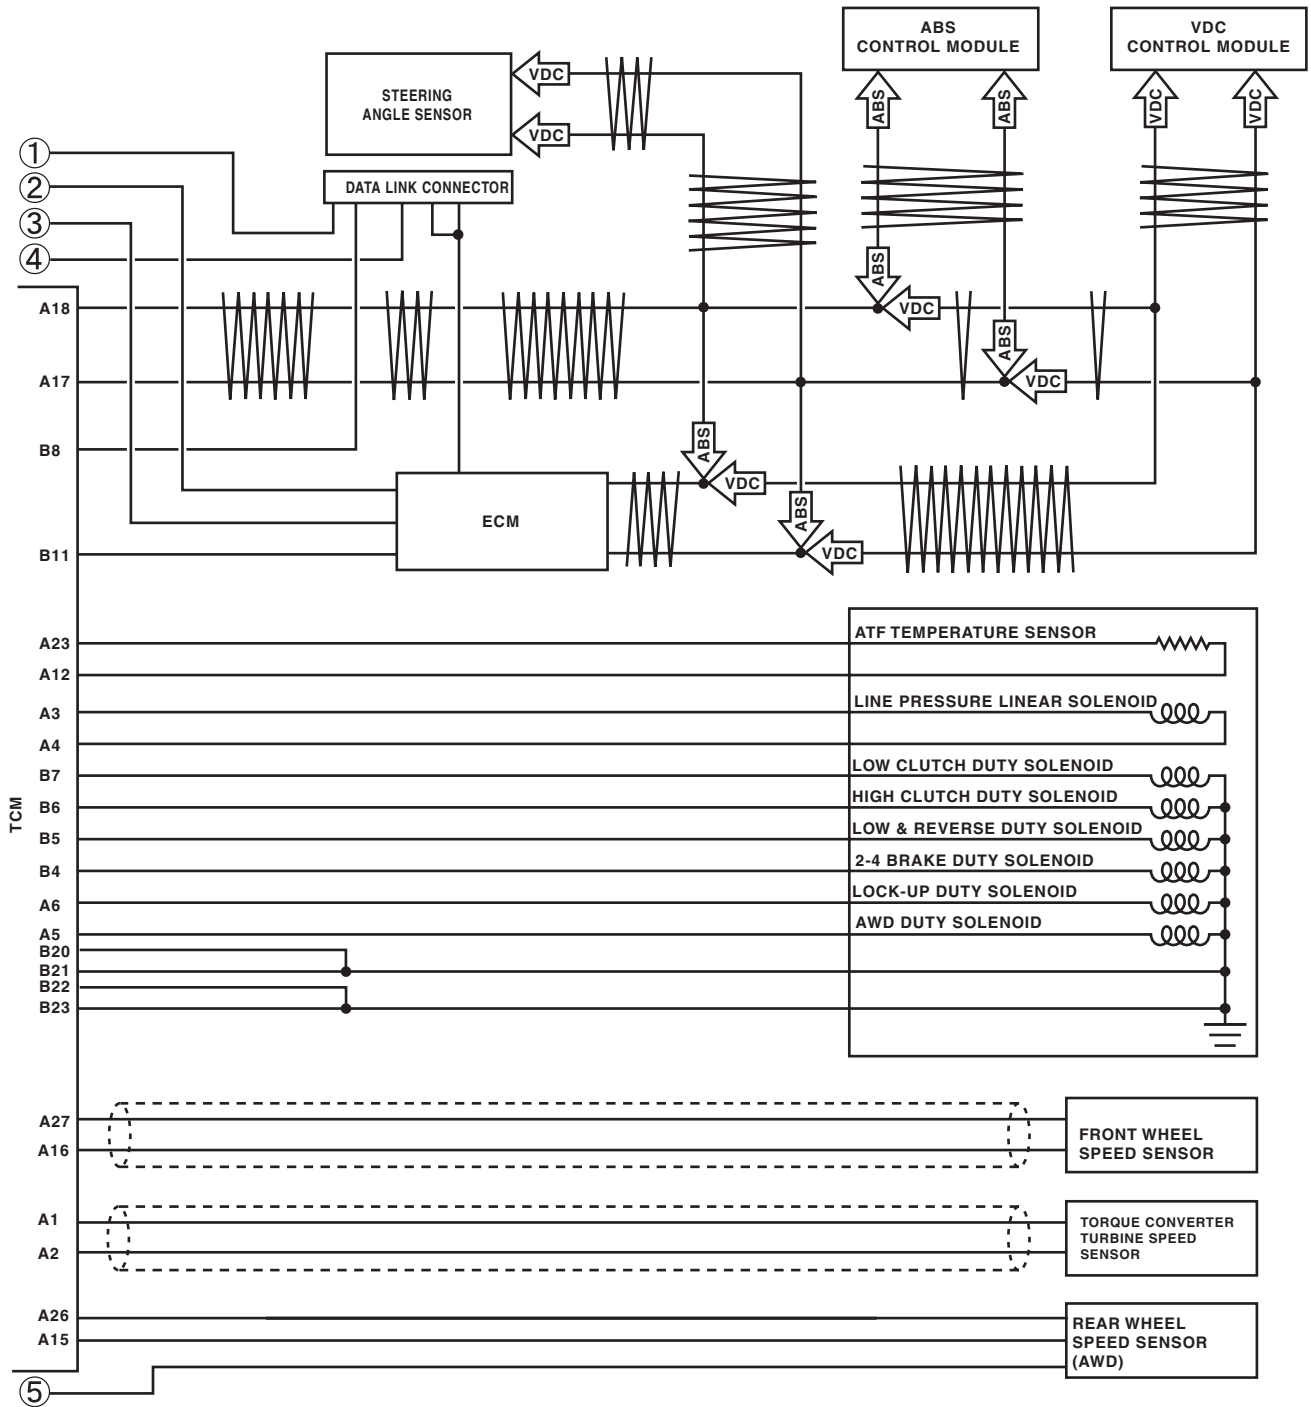 ABS
CONTROL MODULE
VDC
CONTROL MODULE
STEERING
ANGLE SENSOR
VDC
VDC
ABS
ABS
VDC
VDC
1
2
3
4
DATA LINK CONNECTOR
A18
ABS
VDC
A17
ABS
VDC
B8
ABS
VDC
ECM
ABS
VDC
B11
A23
ATF TEMPERATURE SENSOR
A12
A3
LINE PRESSURE LINEAR SOLENOID
A4
B7
LOW CLUTCH DUTY SOLENOID
TCM
B6
HIGH CLUTCH DUTY SOLENOID
B5
LOW & REVERSE DUTY SOLENOID
B4
2-4 BRAKE DUTY SOLENOID
A6
LOCK-UP DUTY SOLENOID
A5
AWD DUTY SOLENOID
B20
B21
B22
B23
A27
A16
FRONT WHEEL
SPEED SENSOR
A1
A2
TORQUE CONVERTER
TURBINE SPEED
SENSOR
A26
A15
REAR WHEEL
SPEED SENSOR
(AWD)
5